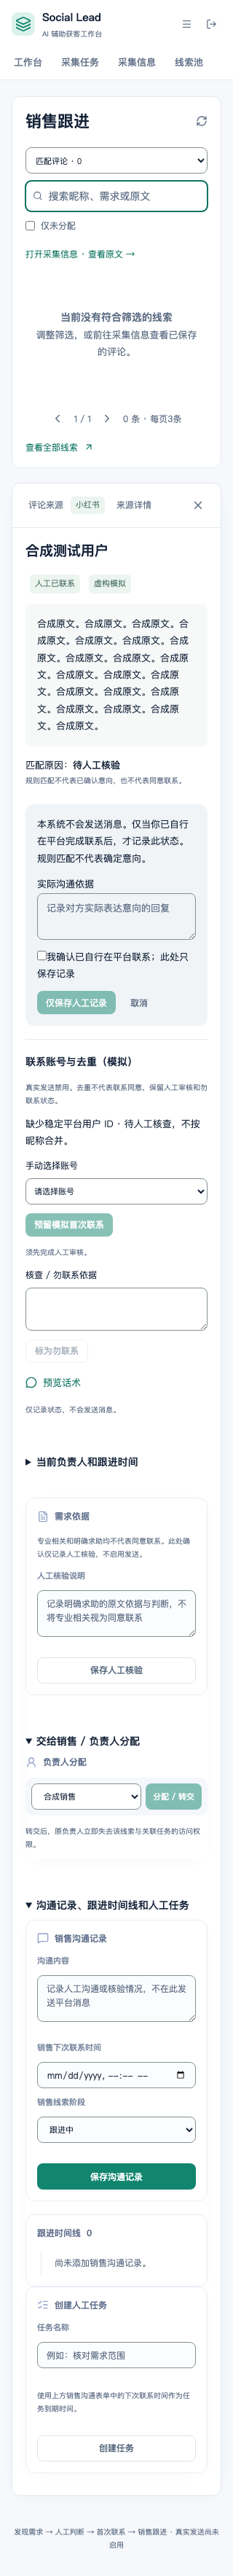 Social Lead
AI 辅助获客工作台
工作台 采集任务 采集信息 线索池
销售跟进
匹配评论 · 0
搜索昵称、需求或原文
仅未分配
打开采集信息 · 查看原文 →
当前没有符合筛选的线索
调整筛选，或前往采集信息查看已保存
的评论。
1 / 1 0 条 · 每页3条
查看全部线索
评论来源 小红书 来源详情
合成测试用户
人工已联系 虚构模拟
合成原文。合成原文。合成原文。合
成原文。合成原文。合成原文。合成
原文。合成原文。合成原文。合成原
文。合成原文。合成原文。合成原
文。合成原文。合成原文。合成原
文。合成原文。合成原文。合成原
文。合成原文。
匹配原因：待人工核验
规则匹配不代表已确认意向，也不代表同意联系。
本系统不会发送消息。仅当你已自行
在平台完成联系后，才记录此状态。
规则匹配不代表确定意向。
实际沟通依据
记录对方实际表达意向的回复
我确认已自行在平台联系；此处只
保存记录
仅保存人工记录 取消
联系账号与去重（模拟）
真实发送禁用。去重不代表联系同意，保留人工审核和勿
联系状态。
缺少稳定平台用户 ID · 待人工核查，不按
昵称合并。
手动选择账号
请选择账号
预留模拟首次联系
须先完成人工审核。
核查 / 勿联系依据
标为勿联系
预览话术
仅记录状态，不会发送消息。
当前负责人和跟进时间
需求依据
专业相关和明确求助均不代表同意联系。此处确
认仅记录人工核验，不启用发送。
人工核验说明
记录明确求助的原文依据与判断，不
将专业相关视为同意联系
保存人工核验
交给销售 / 负责人分配
负责人分配
合成销售 分配 / 转交
转交后，原负责人立即失去该线索与关联任务的访问权
限。
沟通记录、跟进时间线和人工任务
销售沟通记录
沟通内容
记录人工沟通或核验情况，不在此发
送平台消息
销售下次联系时间
mm/dd/yyyy, --:-- --
销售线索阶段
跟进中
保存沟通记录
跟进时间线 0
尚未添加销售沟通记录。
创建人工任务
任务名称
例如：核对需求范围
使用上方销售沟通表单中的下次联系时间作为任
务到期时间。
创建任务
发现需求 → 人工判断 → 首次联系 → 销售跟进 · 真实发送尚未
启用